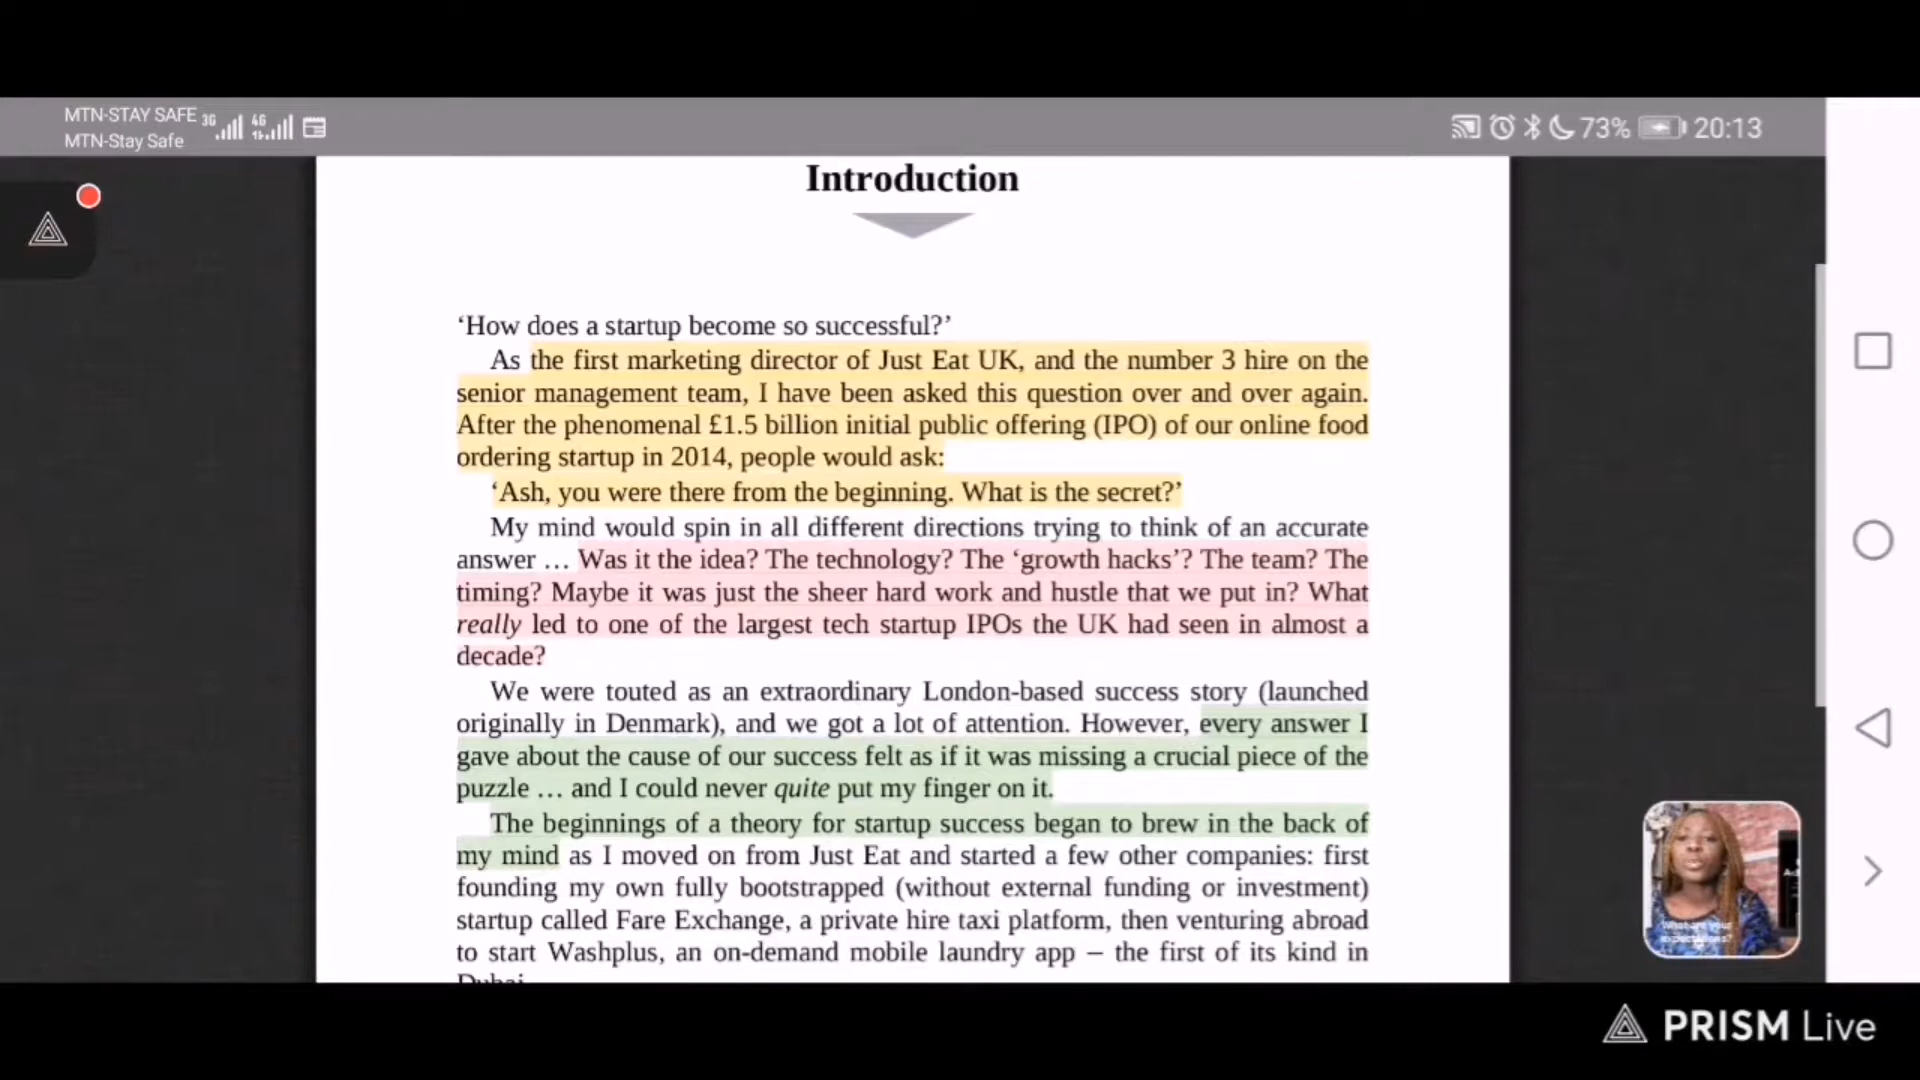 MTN-STAY SAFE 3G 4G
MTN-Stay Safe
73% 20:13
Introduction
‘How does a startup become so successful?’
As the first marketing director of Just Eat UK, and the number 3 hire on the
senior management team, I have been asked this question over and over again.
After the phenomenal £1.5 billion initial public offering (IPO) of our online food
ordering startup in 2014, people would ask:
‘Ash, you were there from the beginning. What is the secret?’
My mind would spin in all different directions trying to think of an accurate
answer … Was it the idea? The technology? The ‘growth hacks’? The team? The
timing? Maybe it was just the sheer hard work and hustle that we put in? What
really led to one of the largest tech startup IPOs the UK had seen in almost a
decade?
We were touted as an extraordinary London-based success story (launched
originally in Denmark), and we got a lot of attention. However, every answer I
gave about the cause of our success felt as if it was missing a crucial piece of the
puzzle … and I could never quite put my finger on it.
The beginnings of a theory for startup success began to brew in the back of
my mind as I moved on from Just Eat and started a few other companies: first
founding my own fully bootstrapped (without external funding or investment)
startup called Fare Exchange, a private hire taxi platform, then venturing abroad
to start Washplus, an on-demand mobile laundry app – the first of its kind in
Dubai
PRISM Live